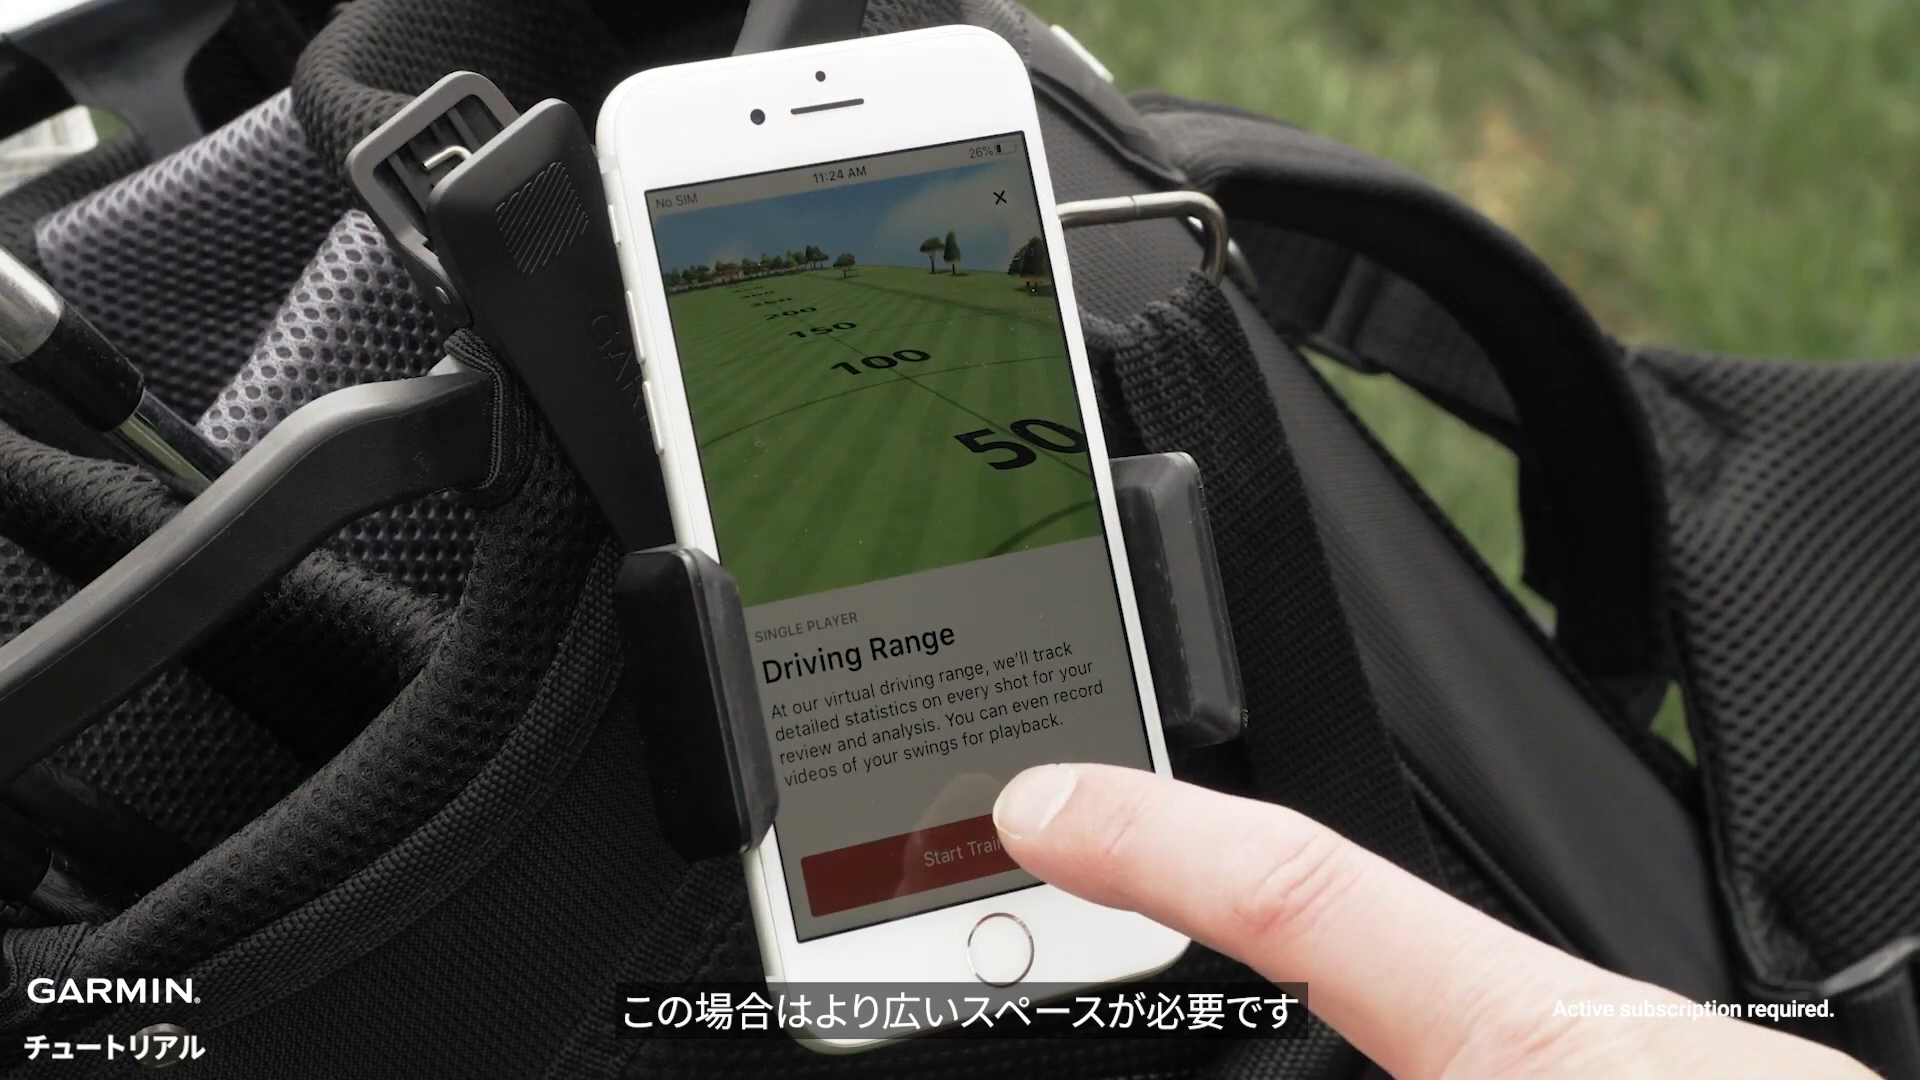 No SIM
11:24 AM
26%
200
150
100
50
SINGLE PLAYER
Driving Range
At our virtual driving range, we'll track
detailed statistics on every shot for your
review and analysis. You can even record
videos of your swings for playback.
Start Trai
この場合はより広いスペースが必要です
GARMIN
チュートリアル
Active subscription required.